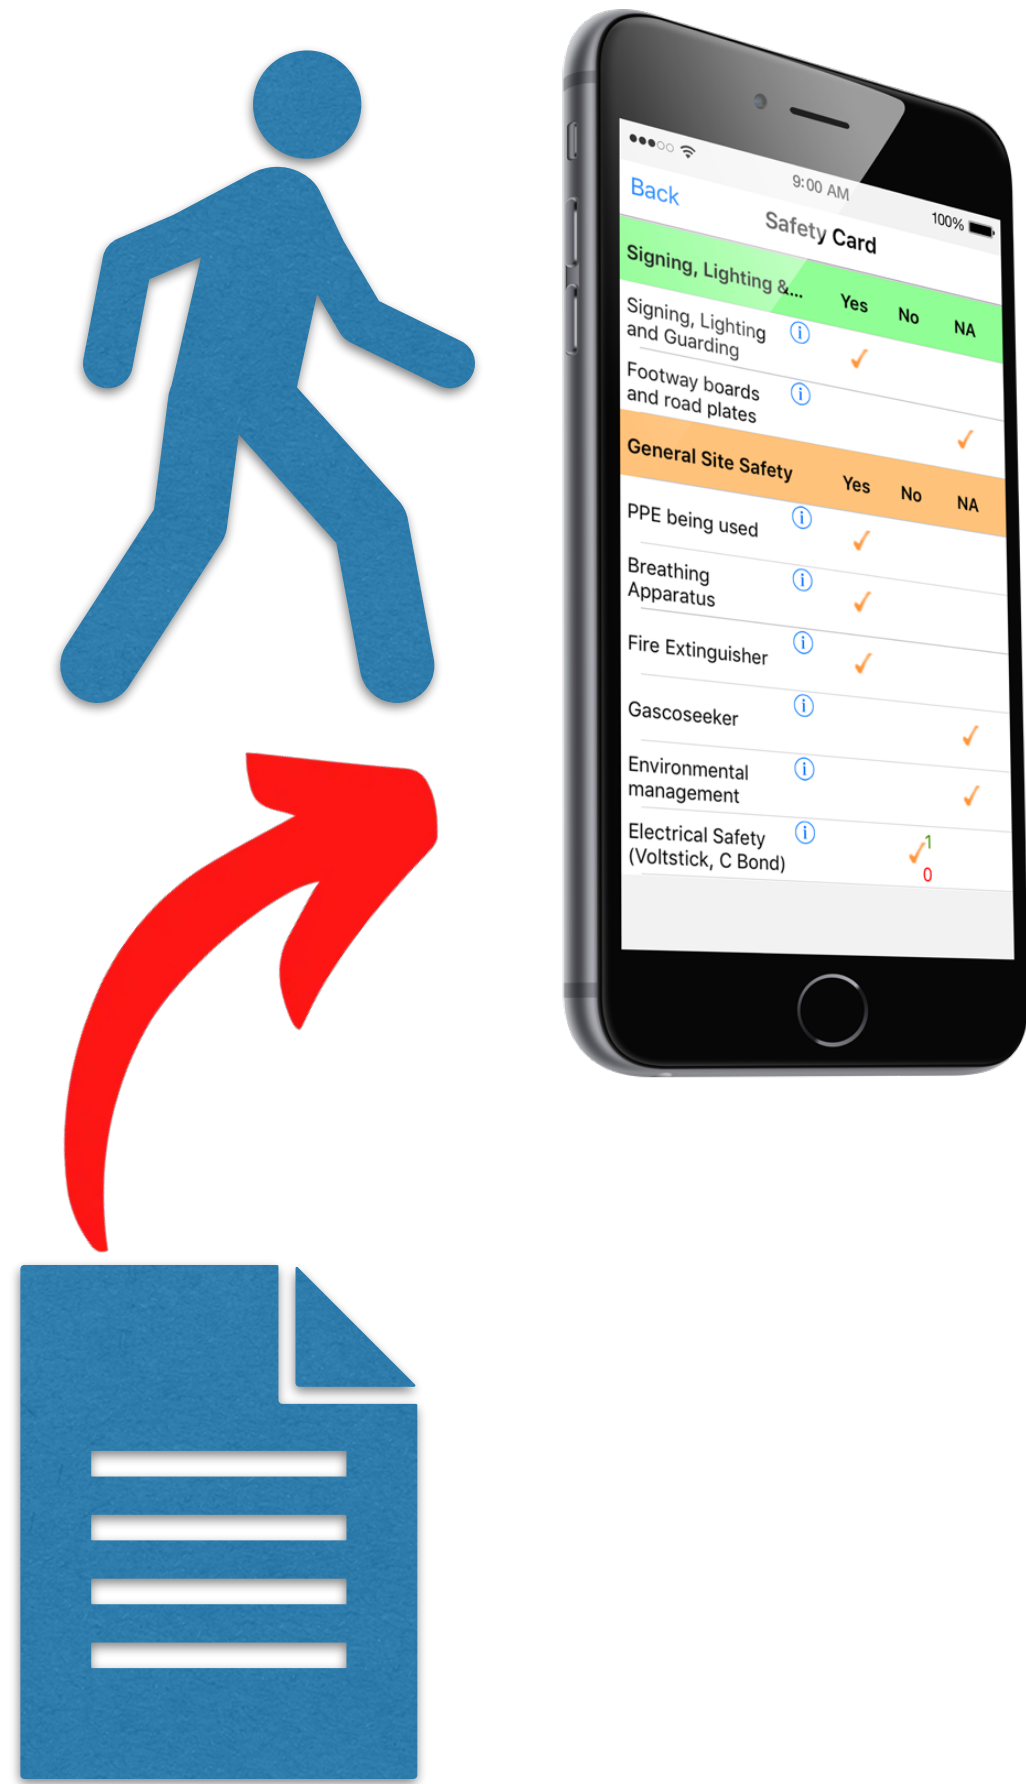 9:00 AM
100%
Back
Safety Card
Signing, Lighting &...
Yes No NA
Signing, Lighting
and Guarding
Footway boards
and road plates
General Site Safety
Yes No NA
PPE being used
Breathing
Apparatus
Fire Extinguisher
Gascoseeker
Environmental
management
Electrical Safety
(Voltstick, C Bond)
1
0